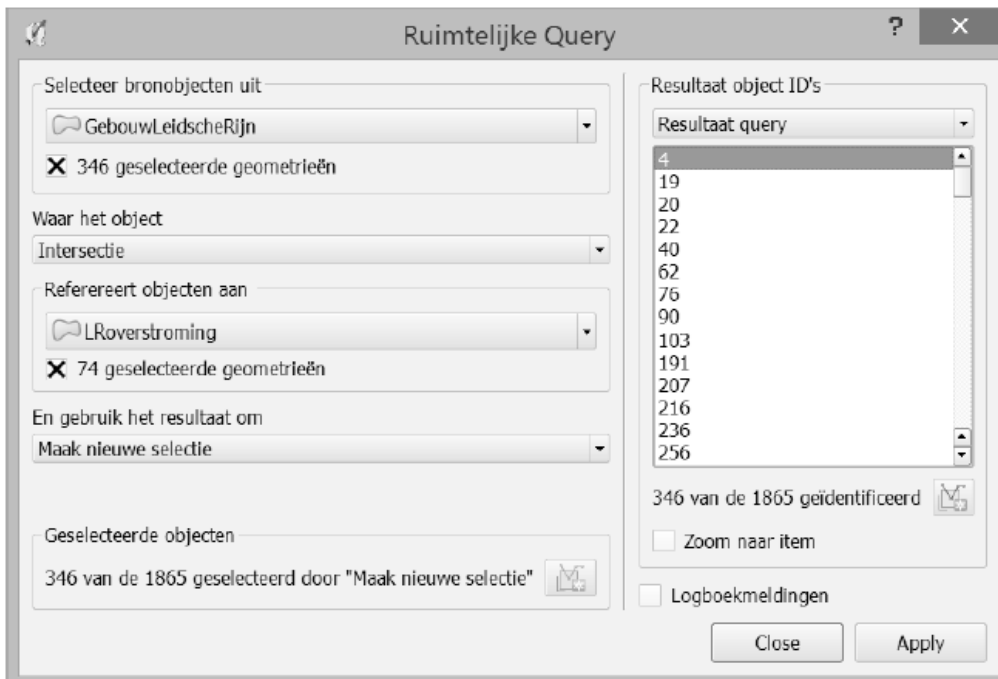 Ruimtelijke Query
?
X
Selecteer bronobjecten uit
GebouwLeidscheRijn
346 geselecteerde geometrieën
Waar het object
Intersectie
Referereert objecten aan
LRoverstroming
74 geselecteerde geometrieën
En gebruik het resultaat om
Maak nieuwe selectie
Geselecteerde objecten
346 van de 1865 geselecteerd door "Maak nieuwe selectie"
Resultaat object ID's
Resultaat query
4
19
20
22
40
62
76
90
103
191
207
216
236
256
346 van de 1865 geïdentificeerd
Zoom naar item
Logboekmeldingen
Close
Apply